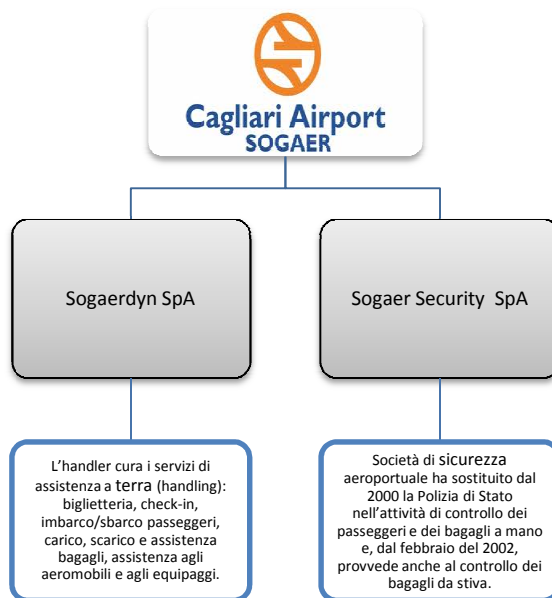 Cagliari Airport
SOGAER
Sogaerdyn SpA
Sogaer Security SpA
L'handler cura i servizi di
assistenza a terra (handling):
biglietteria, check-in,
imbarco/sbarco passeggeri,
carico, scarico e assistenza
bagagli, assistenza agli
aeromobili e agli equipaggi.
Società di sicurezza
aeroportuale ha sostituito dal
2000 la Polizia di Stato
nell'attività di controllo dei
passeggeri e dei bagagli a mano
e, dal febbraio del 2002,
provvede anche al controllo dei
bagagli da stiva.